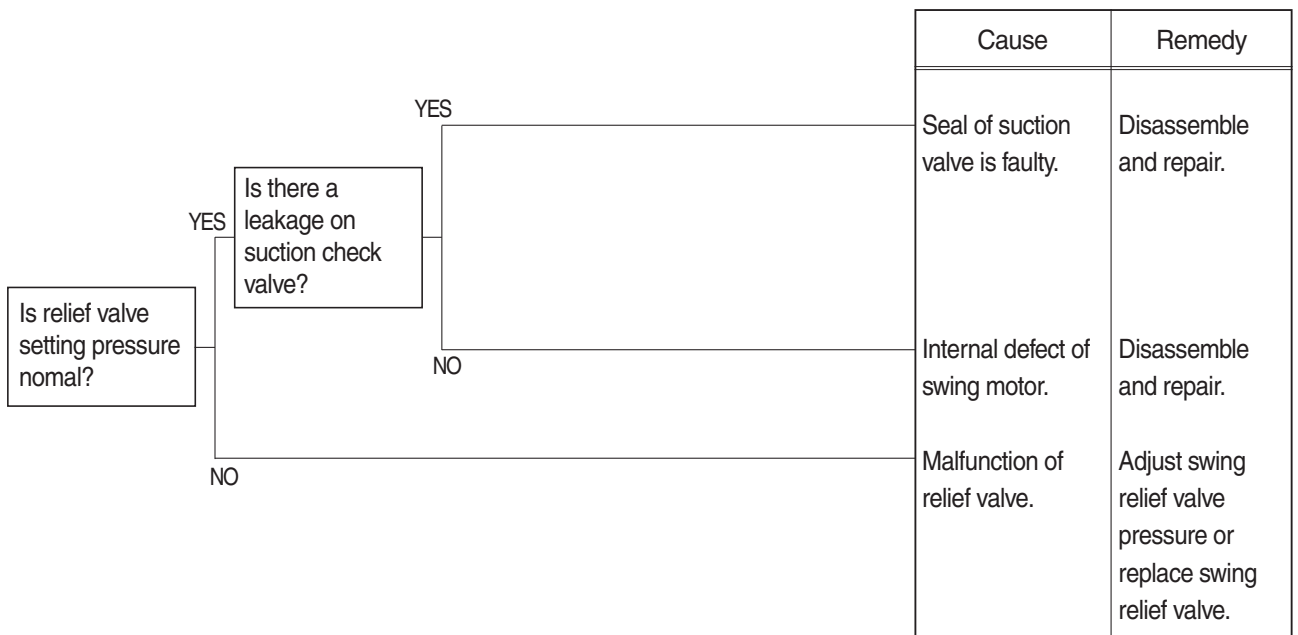 Cause
Remedy
YES
Seal of suction
valve is faulty.
Disassemble
and repair.
Is there a
leakage on
suction check
valve?
YES
Is relief valve
setting pressure
nomal?
NO
Internal defect of
swing motor.
Disassemble
and repair.
NO
Malfunction of
relief valve.
Adjust swing
relief valve
pressure or
replace swing
relief valve.